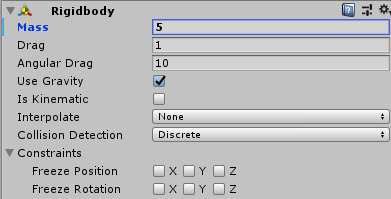 Rigidbody
Mass 5
Drag 1
Angular Drag 10
Use Gravity
Is Kinematic
Interpolate None
Collision Detection Discrete
Constraints
Freeze Position X Y Z
Freeze Rotation X Y Z